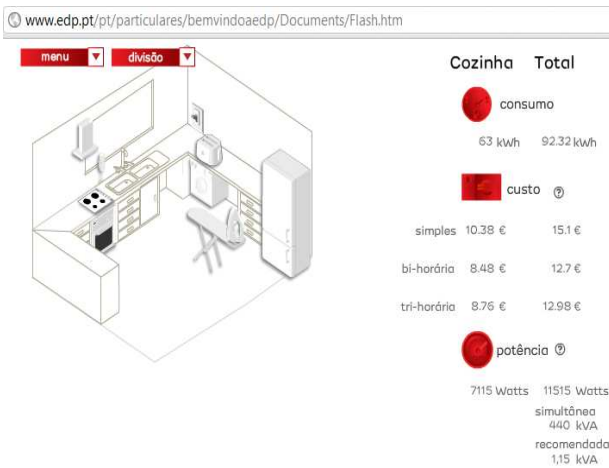 www.edp.pt/pt/particulares/bemvindoaedp/Documents/Flash.htm
menu divisão
Cozinha Total
consumo
63 kWh 92.32 kWh
custo ?
simples 10.38 € 15.1 €
bi-horária 8.48 € 12.7 €
tri-horária 8.76 € 12.98 €
potência ?
7115 Watts 11515 Watts
simultânea
440 kVA
recomendada
1,15 kVA